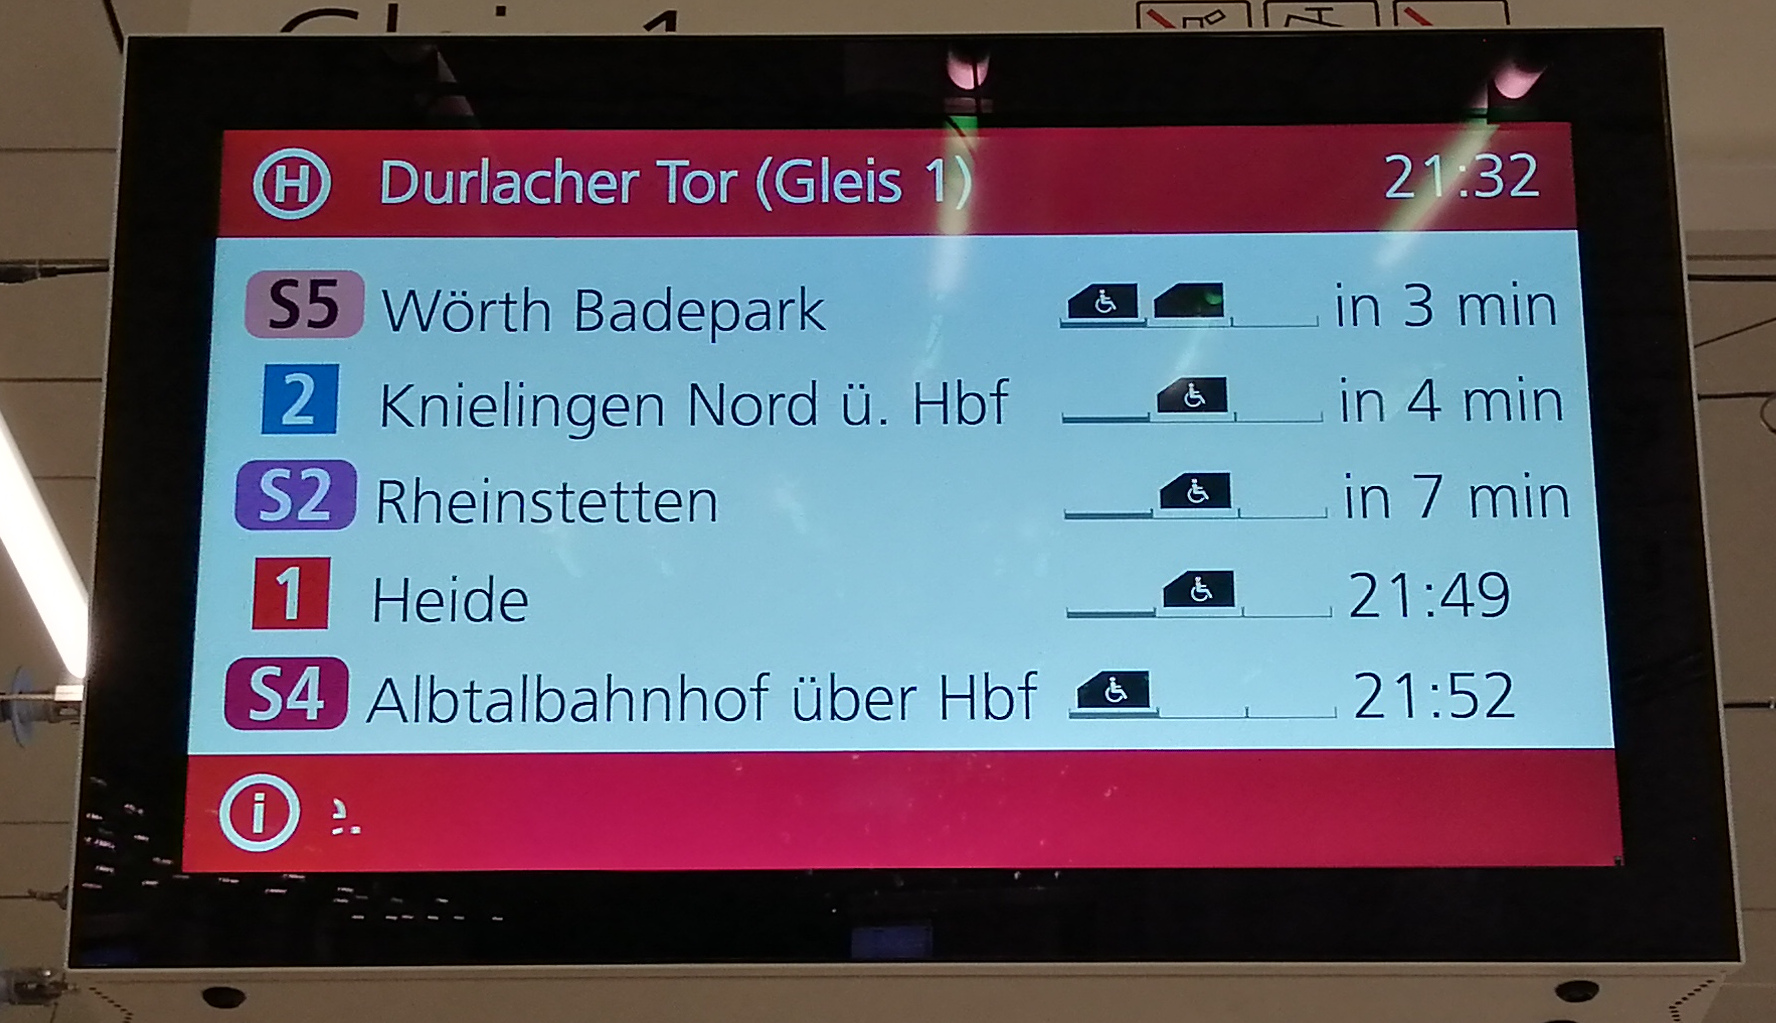 H Durlacher Tor (Gleis 1) 21:32
S5 Wörth Badepark in 3 min
2 Knielingen Nord ü. Hbf in 4 min
S2 Rheinstetten in 7 min
1 Heide 21:49
S4 Albtalbahnhof über Hbf 21:52
i